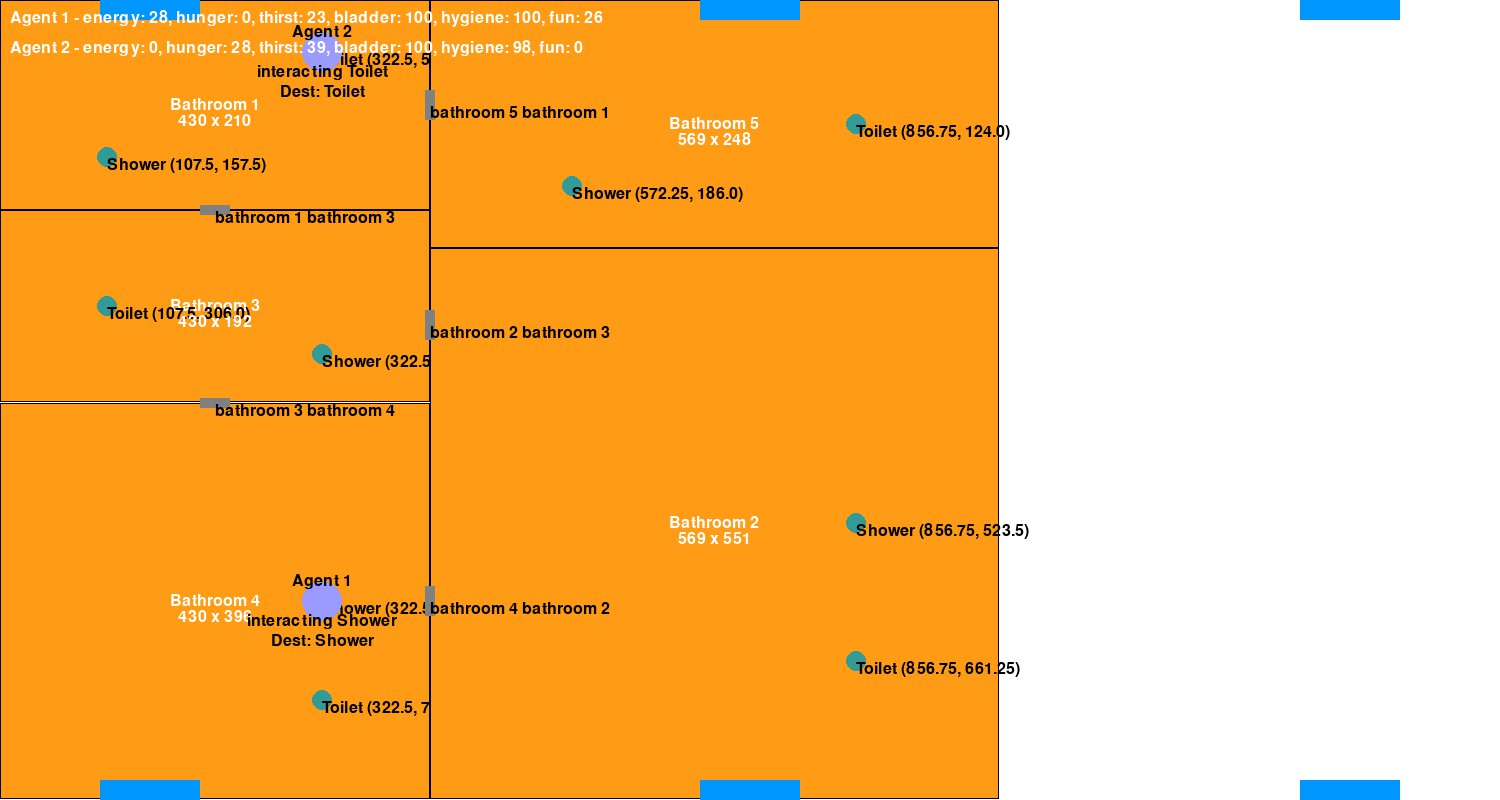 Agent 1 - energy: 28, hunger: 0, thirst: 23, bladder: 100, hygiene: 100, fun: 26
Agent 2
Agent 2 - energy: 0, hunger: 28, thirst: 39, bladder: 100, hygiene: 98, fun: 0
ilet (322.5, 5
interacting Toilet
Dest: Toilet
Bathroom 1
430 x 210
bathroom 5 bathroom 1
Bathroom 5
569 x 248
Toilet (856.75, 124.0)
Shower (107.5, 157.5)
Shower (572.25, 186.0)
bathroom 1 bathroom 3
Bathroom 3
Toilet (107.5, 306.0)
430 x 192
bathroom 2 bathroom 3
Shower (322.5
bathroom 3 bathroom 4
Bathroom 2
569 x 551
Shower (856.75, 523.5)
Agent 1
Bathroom 4
ower (322.5
bathroom 4 bathroom 2
430 x 396
interacting Shower
Dest: Shower
Toilet (856.75, 661.25)
Toilet (322.5, 7